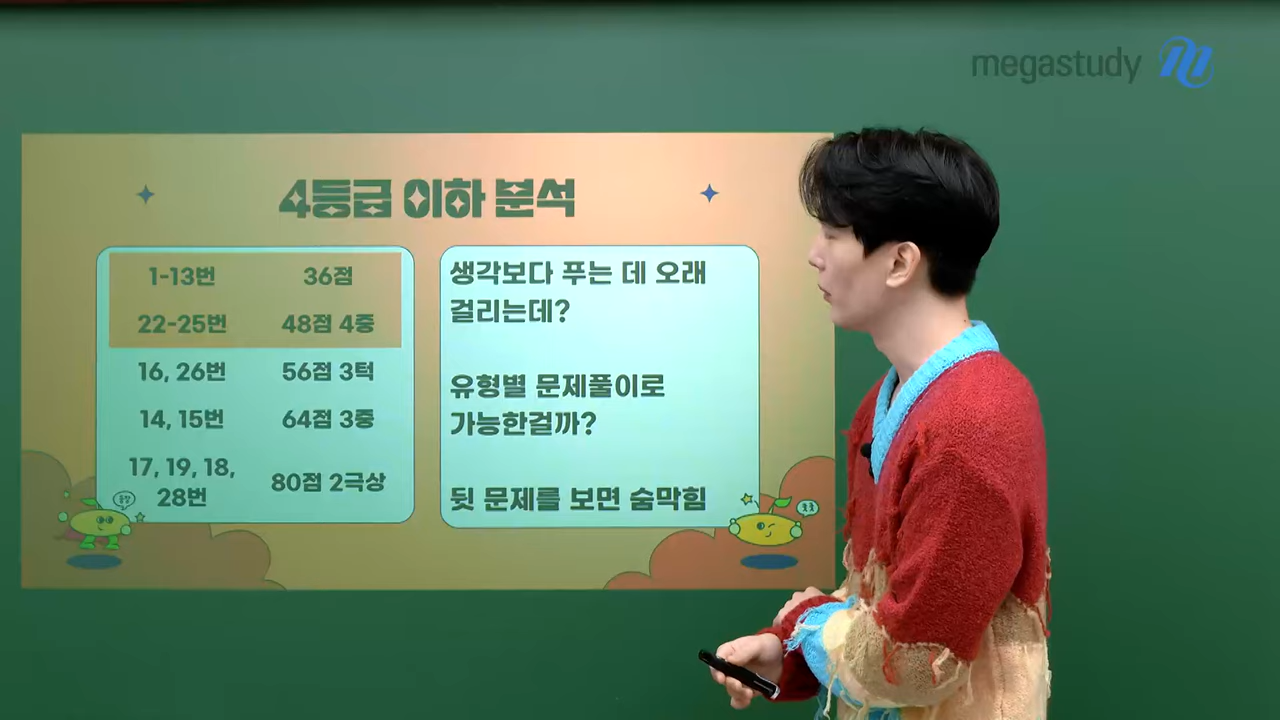 megastudy
4등급 이하 분석
1-13번 36점
22-25번 48점 4중
16, 26번 56점 3턱
14, 15번 64점 3중
17, 19, 18,
28번 80점 2극상
생각보다 푸는 데 오래
걸리는데?
유형별 문제풀이로
가능한걸까?
뒷 문제를 보면 숨막힘